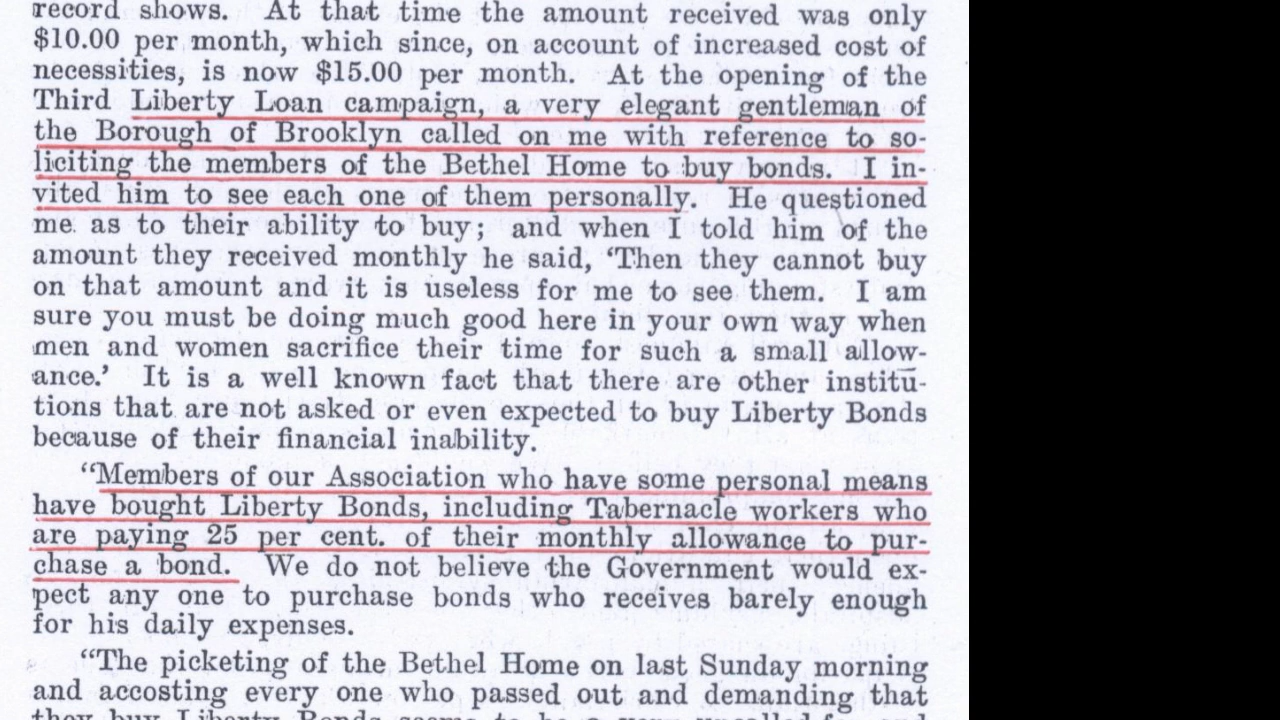 record shows. At that time the amount received was only
$10.00 per month, which since, on account of increased cost of
necessities, is now $15.00 per month. At the opening of the
Third Liberty Loan campaign, a very elegant gentleman of
the Borough of Brooklyn called on me with reference to so-
liciting the members of the Bethel Home to buy bonds. I in-
vited him to see each one of them personally. He questioned
me as to their ability to buy; and when I told him of the
amount they received monthly he said, ‘Then they cannot buy
on that amount and it is useless for me to see them. I am
sure you must be doing much good here in your own way when
men and women sacrifice their time for such a small allow-
ance.’ It is a well known fact that there are other institu-
tions that are not asked or even expected to buy Liberty Bonds
because of their financial inability.
“Members of our Association who have some personal means
have bought Liberty Bonds, including Tabernacle workers who
are paying 25 per cent. of their monthly allowance to pur-
chase a bond. We do not believe the Government would ex-
pect any one to purchase bonds who receives barely enough
for his daily expenses.
“The picketing of the Bethel Home on last Sunday morning
and accosting every one who passed out and demanding that
they buy Liberty Bonds seems to be a very uncalled-for and